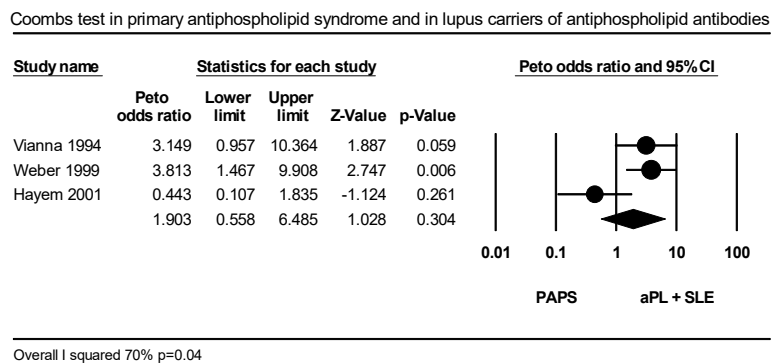 Coombs test in primary antiphospholipid syndrome and in lupus carriers of antiphospholipid antibodies
Study name Statistics for each study Peto odds ratio and 95% CI
Peto Lower Upper
odds ratio limit limit Z-Value p-Value
Vianna 1994 3.149 0.957 10.364 1.887 0.059
Weber 1999 3.813 1.467 9.908 2.747 0.006
Hayem 2001 0.443 0.107 1.835 -1.124 0.261
1.903 0.558 6.485 1.028 0.304
0.01 0.1 1 10 100
PAPS aPL + SLE
Overall I squared 70% p=0.04